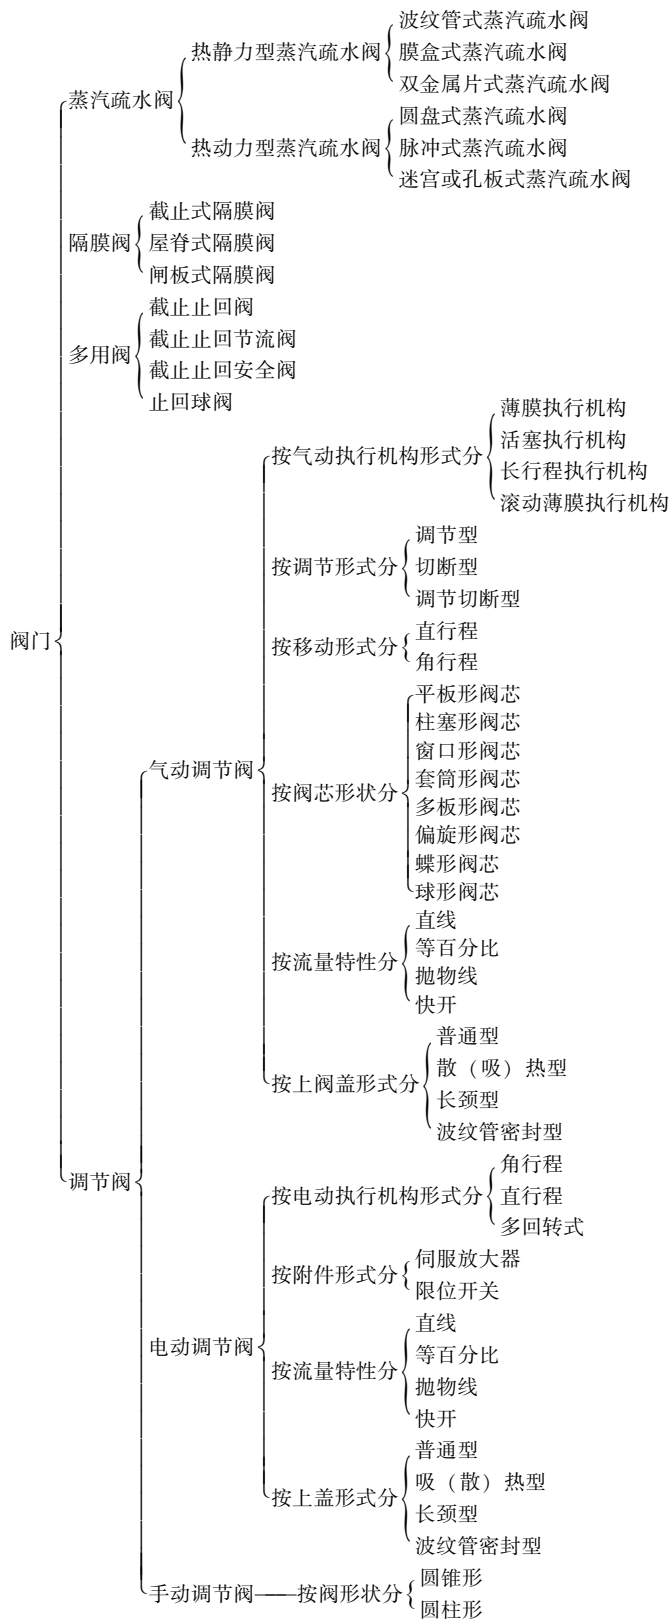 波纹管式蒸汽疏水阀
热静力型蒸汽疏水阀
膜盒式蒸汽疏水阀
双金属片式蒸汽疏水阀
蒸汽疏水阀
圆盘式蒸汽疏水阀
热动力型蒸汽疏水阀
脉冲式蒸汽疏水阀
迷宫或孔板式蒸汽疏水阀
截止式隔膜阀
隔膜阀
屋脊式隔膜阀
闸板式隔膜阀
截止止回阀
多用阀
截止止回节流阀
截止止回安全阀
止回球阀
薄膜执行机构
按气动执行机构形式分
活塞执行机构
长行程执行机构
滚动薄膜执行机构
调节型
按调节形式分
切断型
调节切断型
阀门
直行程
按移动形式分
角行程
平板形阀芯
柱塞形阀芯
窗口形阀芯
气动调节阀
套筒形阀芯
按阀芯形状分
多板形阀芯
偏旋形阀芯
蝶形阀芯
球形阀芯
直线
等百分比
按流量特性分
抛物线
快开
普通型
散（吸）热型
按上阀盖形式分
长颈型
波纹管密封型
调节阀
角行程
按电动执行机构形式分
直行程
多回转式
伺服放大器
按附件形式分
限位开关
电动调节阀
直线
等百分比
按流量特性分
抛物线
快开
普通型
吸（散）热型
按上盖形式分
长颈型
波纹管密封型
手动调节阀——按阀形状分
圆锥形
圆柱形